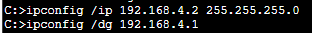 C:>ipconfig /ip 192.168.4.2 255.255.255.0
C:>ipconfig /dg 192.168.4.1